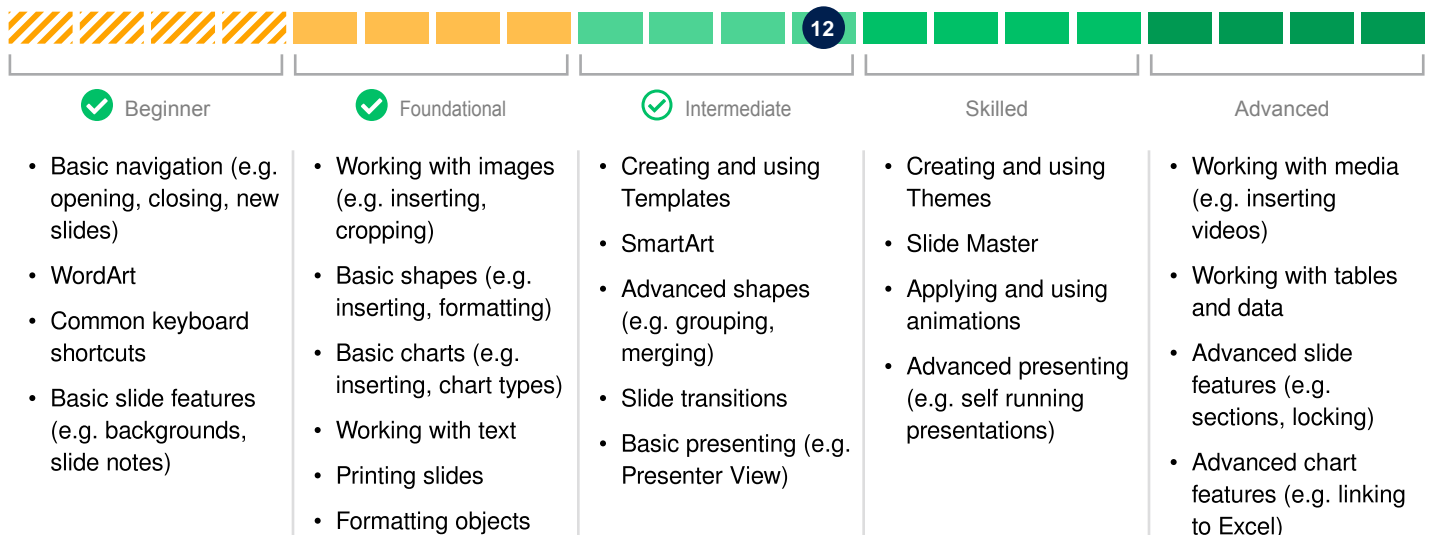 12
Beginner
Foundational
Intermediate
Skilled
Advanced
• Basic navigation (e.g.
opening, closing, new
slides)
• WordArt
• Common keyboard
shortcuts
• Basic slide features
(e.g. backgrounds,
slide notes)
• Working with images
(e.g. inserting,
cropping)
• Basic shapes (e.g.
inserting, formatting)
• Basic charts (e.g.
inserting, chart types)
• Working with text
• Printing slides
• Formatting objects
• Creating and using
Templates
• SmartArt
• Advanced shapes
(e.g. grouping,
merging)
• Slide transitions
• Basic presenting (e.g.
Presenter View)
• Creating and using
Themes
• Slide Master
• Applying and using
animations
• Advanced presenting
(e.g. self running
presentations)
• Working with media
(e.g. inserting
videos)
• Working with tables
and data
• Advanced slide
features (e.g.
sections, locking)
• Advanced chart
features (e.g. linking
to Excel)